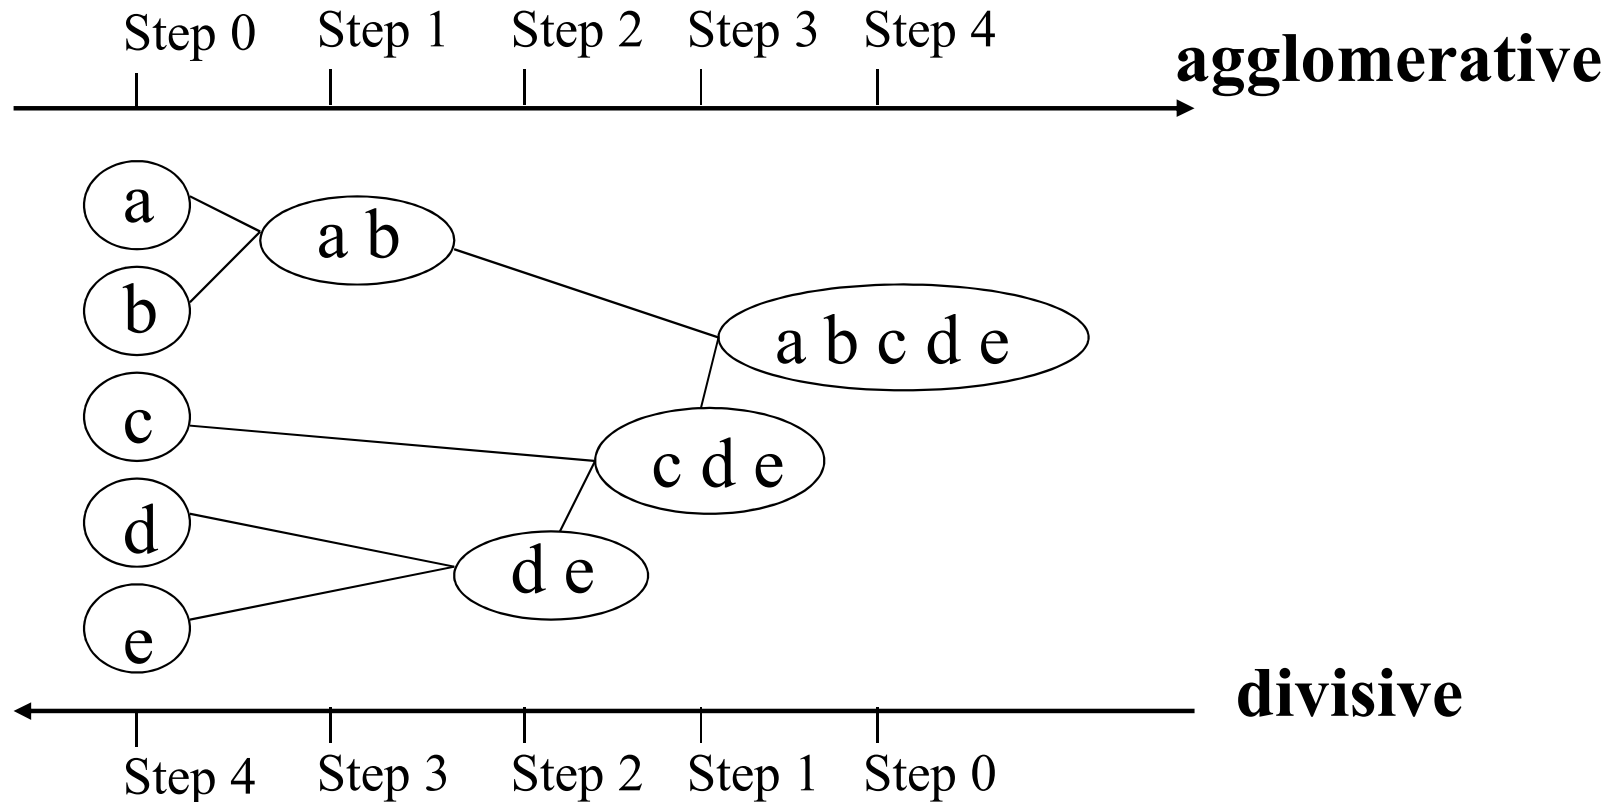 Step 0 Step 1 Step 2 Step 3 Step 4
agglomerative
a
a b
b
a b c d e
c
c d e
d
d e
e
divisive
Step 4 Step 3 Step 2 Step 1 Step 0